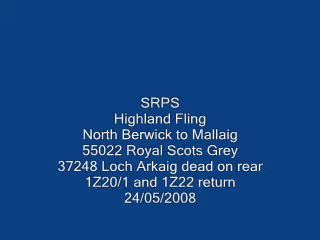 SRPS
Highland Fling
North Berwick to Mallaig
55022 Royal Scots Grey
37248 Loch Arkaig dead on rear
1Z20/1 and 1Z22 return
24/05/2008